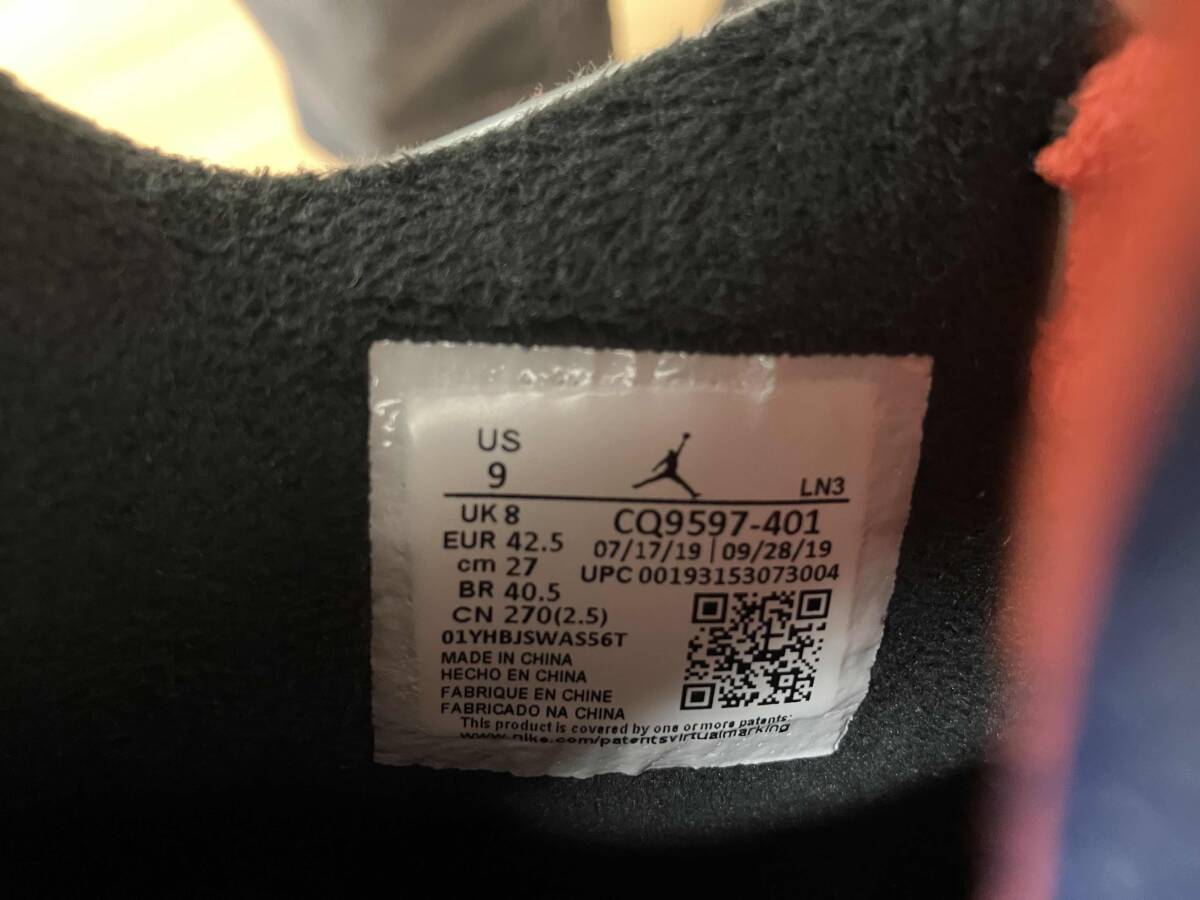 US
9
LN3
UK 8
CQ9597-401
EUR 42.5
07/17/19 | 09/28/19
cm 27
UPC 00193153073004
BR 40.5
CN 270(2.5)
01YHBJSWAS56T
MADE IN CHINA
HECHO EN CHINA
FABRIQUE EN CHINE
FABRICADO NA CHINA
This product is covered by one or more patents:
www.nike.com/patentsvirtualmarking